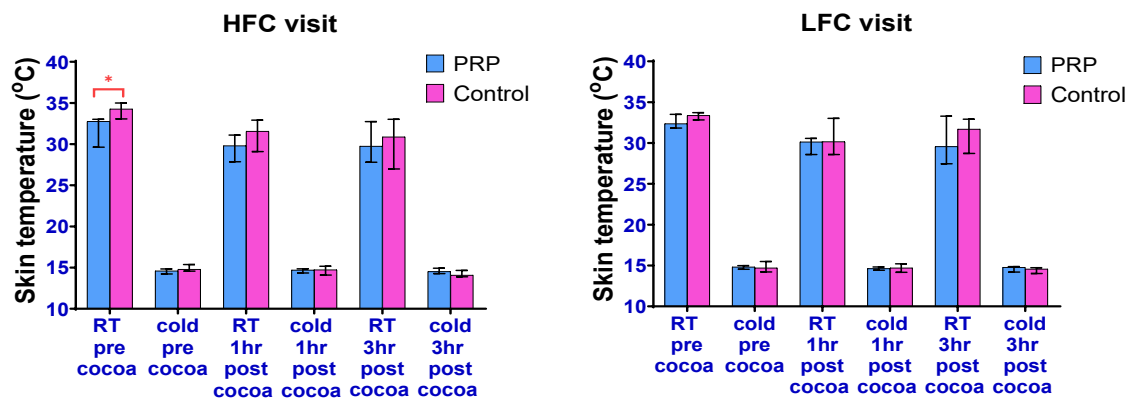 HFC visit
Skin temperature (°C)
40
35
30
25
20
15
10
*
PRP
Control
RT
pre
cocoa
cold
pre
cocoa
RT
1hr
post
cocoa
cold
1hr
post
cocoa
RT
3hr
post
cocoa
cold
3hr
post
cocoa
LFC visit
Skin temperature (°C)
40
35
30
25
20
15
10
PRP
Control
RT
pre
cocoa
cold
pre
cocoa
RT
1hr
post
cocoa
cold
1hr
post
cocoa
RT
3hr
post
cocoa
cold
3hr
post
cocoa